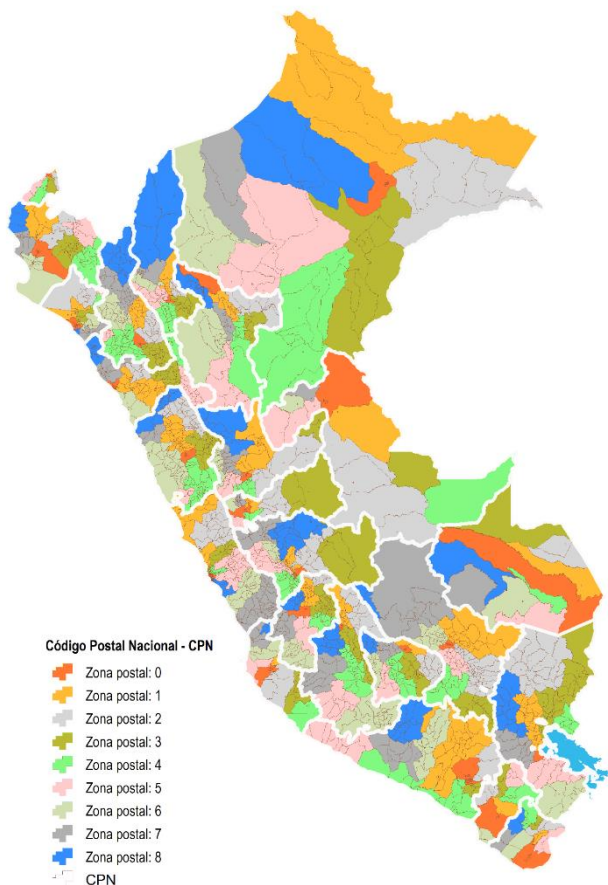 Código Postal Nacional - CPN
Zona postal: 0
Zona postal: 1
Zona postal: 2
Zona postal: 3
Zona postal: 4
Zona postal: 5
Zona postal: 6
Zona postal: 7
Zona postal: 8
CPN